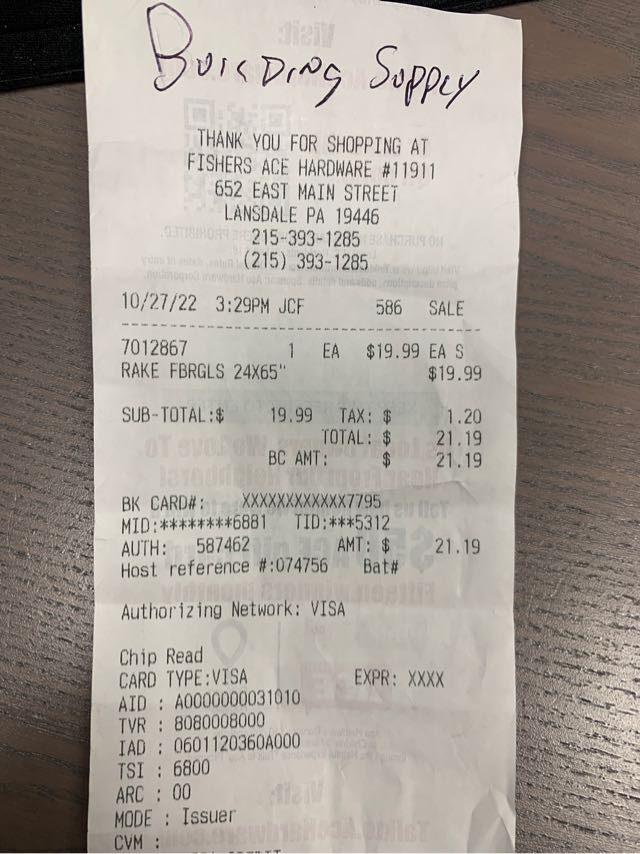 Building Supply
THANK YOU FOR SHOPPING AT
FISHERS ACE HARDWARE #11911
652 EAST MAIN STREET
LANSDALE PA 19446
215-393-1285
(215) 393-1285
10/27/22 3:29PM JCF 586 SALE
7012867 1 EA $19.99 EA S
RAKE FBRGLS 24X65" $19.99
SUB-TOTAL:$ 19.99 TAX: $ 1.20
TOTAL: $ 21.19
BC AMT: $ 21.19
BK CARD#: XXXXXXXXXXXX7795
MID:********6881 TID:***5312
AUTH: 587462 AMT: $ 21.19
Host reference #:074756 Bat#
Authorizing Network: VISA
Chip Read
CARD TYPE:VISA EXPR: XXXX
AID : A0000000031010
TVR : 8080008000
IAD : 0601120360A000
TSI : 6800
ARC : 00
MODE : Issuer
CVM :